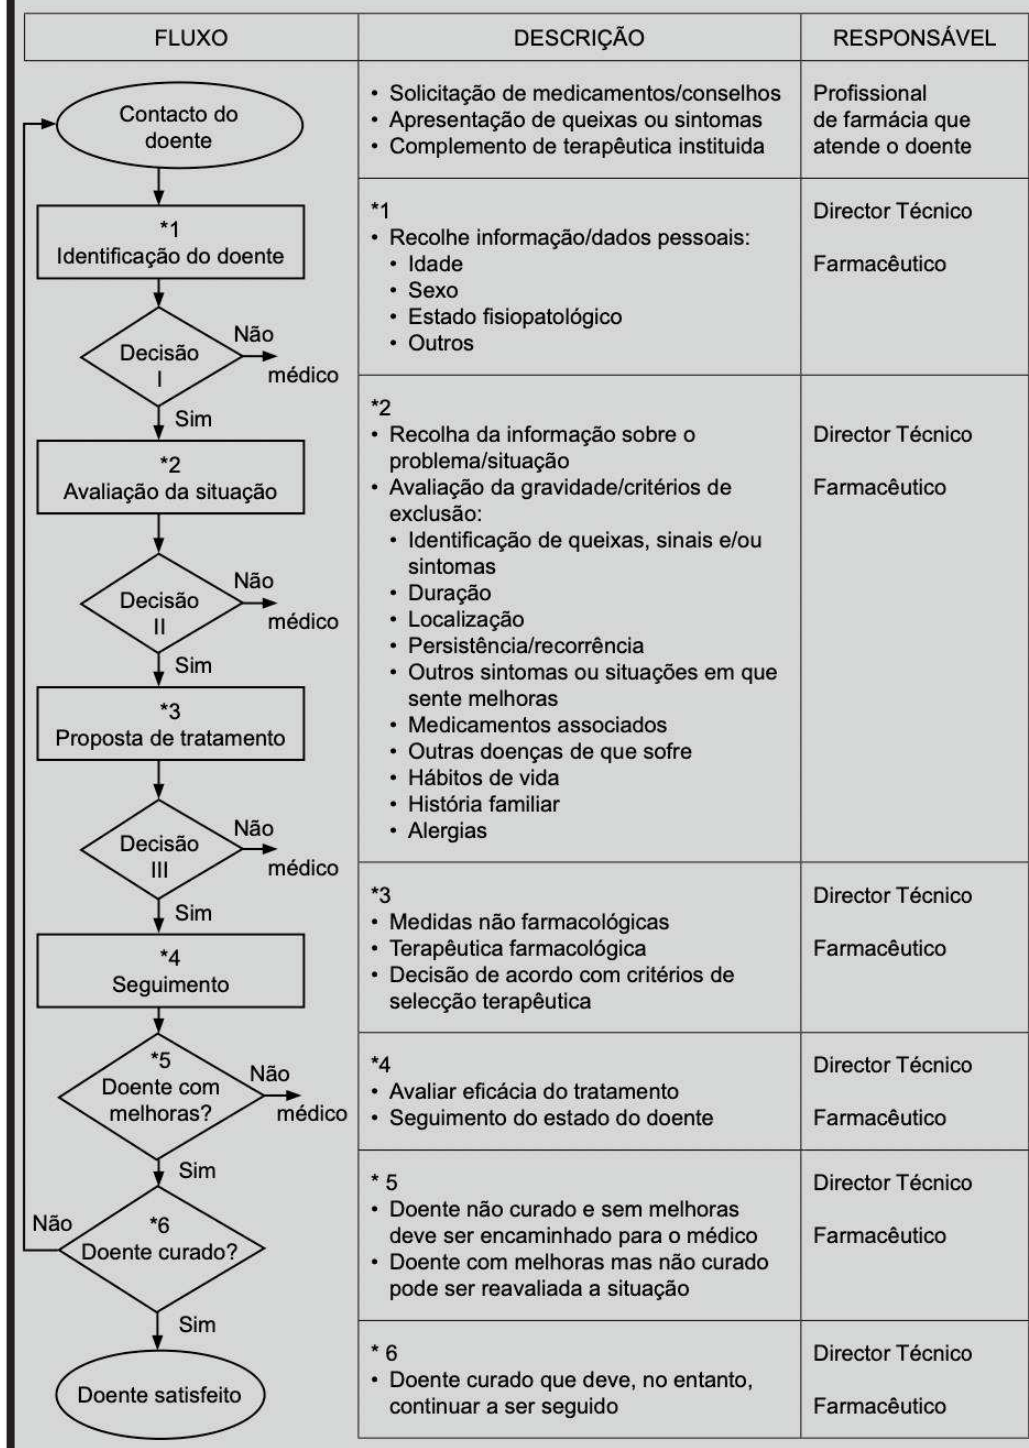 FLUXO
DESCRIÇÃO
RESPONSÁVEL
Contacto do
doente
• Solicitação de medicamentos/conselhos
• Apresentação de queixas ou sintomas
• Complemento de terapêutica instituida
Profissional
de farmácia que
atende o doente
*1
Identificação do doente
Decisão
I
Não
médico
Sim
*1
• Recolhe informação/dados pessoais:
• Idade
• Sexo
• Estado fisiopatológico
• Outros
Director Técnico
Farmacêutico
*2
Avaliação da situação
Decisão
II
Não
médico
Sim
*3
Proposta de tratamento
Decisão
III
Não
médico
Sim
*2
• Recolha da informação sobre o
problema/situação
• Avaliação da gravidade/critérios de
exclusão:
• Identificação de queixas, sinais e/ou
sintomas
• Duração
• Localização
• Persistência/recorrência
• Outros sintomas ou situações em que
sente melhoras
• Medicamentos associados
• Outras doenças de que sofre
• Hábitos de vida
• História familiar
• Alergias
Director Técnico
Farmacêutico
*4
Seguimento
*3
• Medidas não farmacológicas
• Terapêutica farmacológica
• Decisão de acordo com critérios de
selecção terapêutica
Director Técnico
Farmacêutico
*5
Doente com
melhoras?
Não
médico
Sim
*4
• Avaliar eficácia do tratamento
• Seguimento do estado do doente
Director Técnico
Farmacêutico
Não
*6
Doente curado?
Sim
* 5
• Doente não curado e sem melhoras
deve ser encaminhado para o médico
• Doente com melhoras mas não curado
pode ser reavaliada a situação
Director Técnico
Farmacêutico
Doente satisfeito
* 6
• Doente curado que deve, no entanto,
continuar a ser seguido
Director Técnico
Farmacêutico